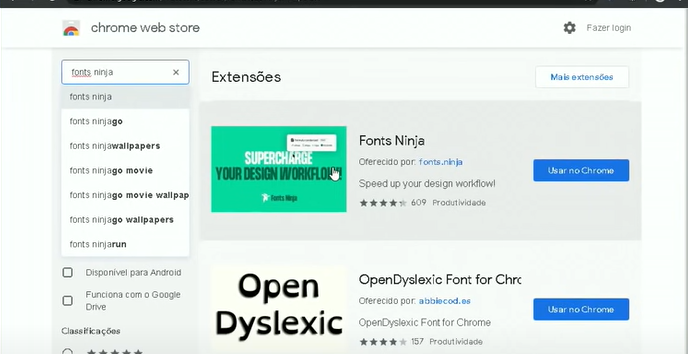 chrome web store
Fazer login
fonts ninja
Extensões
Mais extensões
fonts ninja
fonts ninjago
fonts ninjawallpapers
fonts ninjago movie
fonts ninjago movie wallpap
fonts ninjago wallpapers
fonts ninjarun
Disponível para Android
Funciona com o Google
Drive
Classificações
SUPERCHARGE
YOUR DESIGN WORKFLOW
Fonts Ninja
Fonts Ninja
Oferecido por: fonts.ninja
Speed up your design workflow!
609 Produtividade
Usar no Chrome
Open
Dyslexic
OpenDyslexic Font for Chro
Oferecido por: abbiecod.es
OpenDyslexic Font for Chrome
157 Produtividade
Usar no Chrome